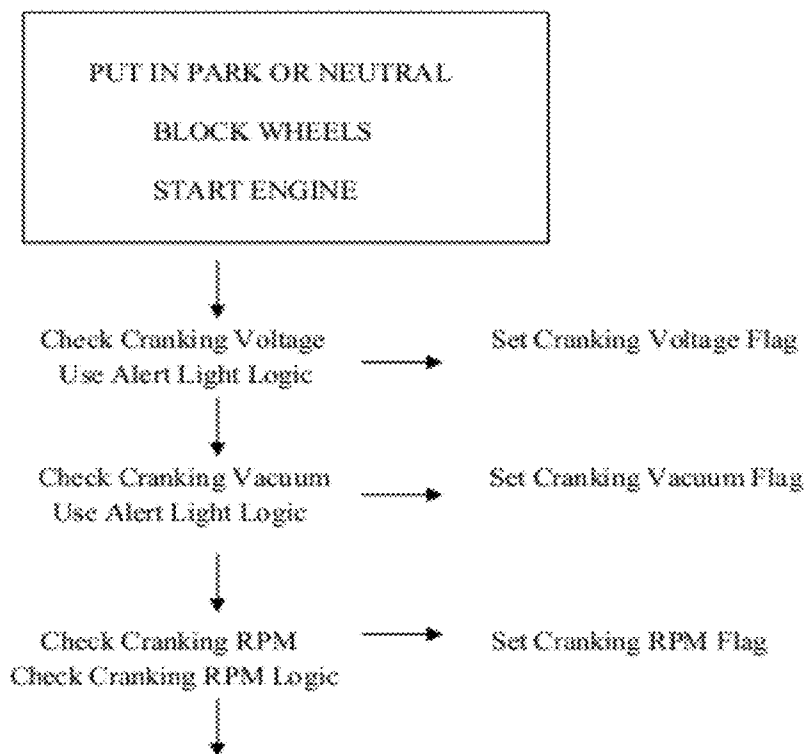 PUT IN PARK OR NEUTRAL
BLOCK WHEELS
START ENGINE
Check Cranking Voltage
Use Alert Light Logic
Set Cranking Voltage Flag
Check Cranking Vacuum
Use Alert Light Logic
Set Cranking Vacuum Flag
Check Cranking RPM
Check Cranking RPM Logic
Set Cranking RPM Flag